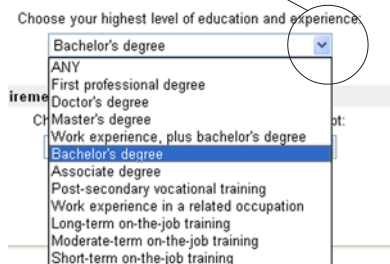 Choose your highest level of education and experience:
Bachelor's degree
ANY
First professional degree
Doctor's degree
Master's degree
Work experience, plus bachelor's degree
Bachelor's degree
Associate degree
Post-secondary vocational training
Work experience in a related occupation
Long-term on-the-job training
Moderate-term on-the-job training
Short-term on-the-job training